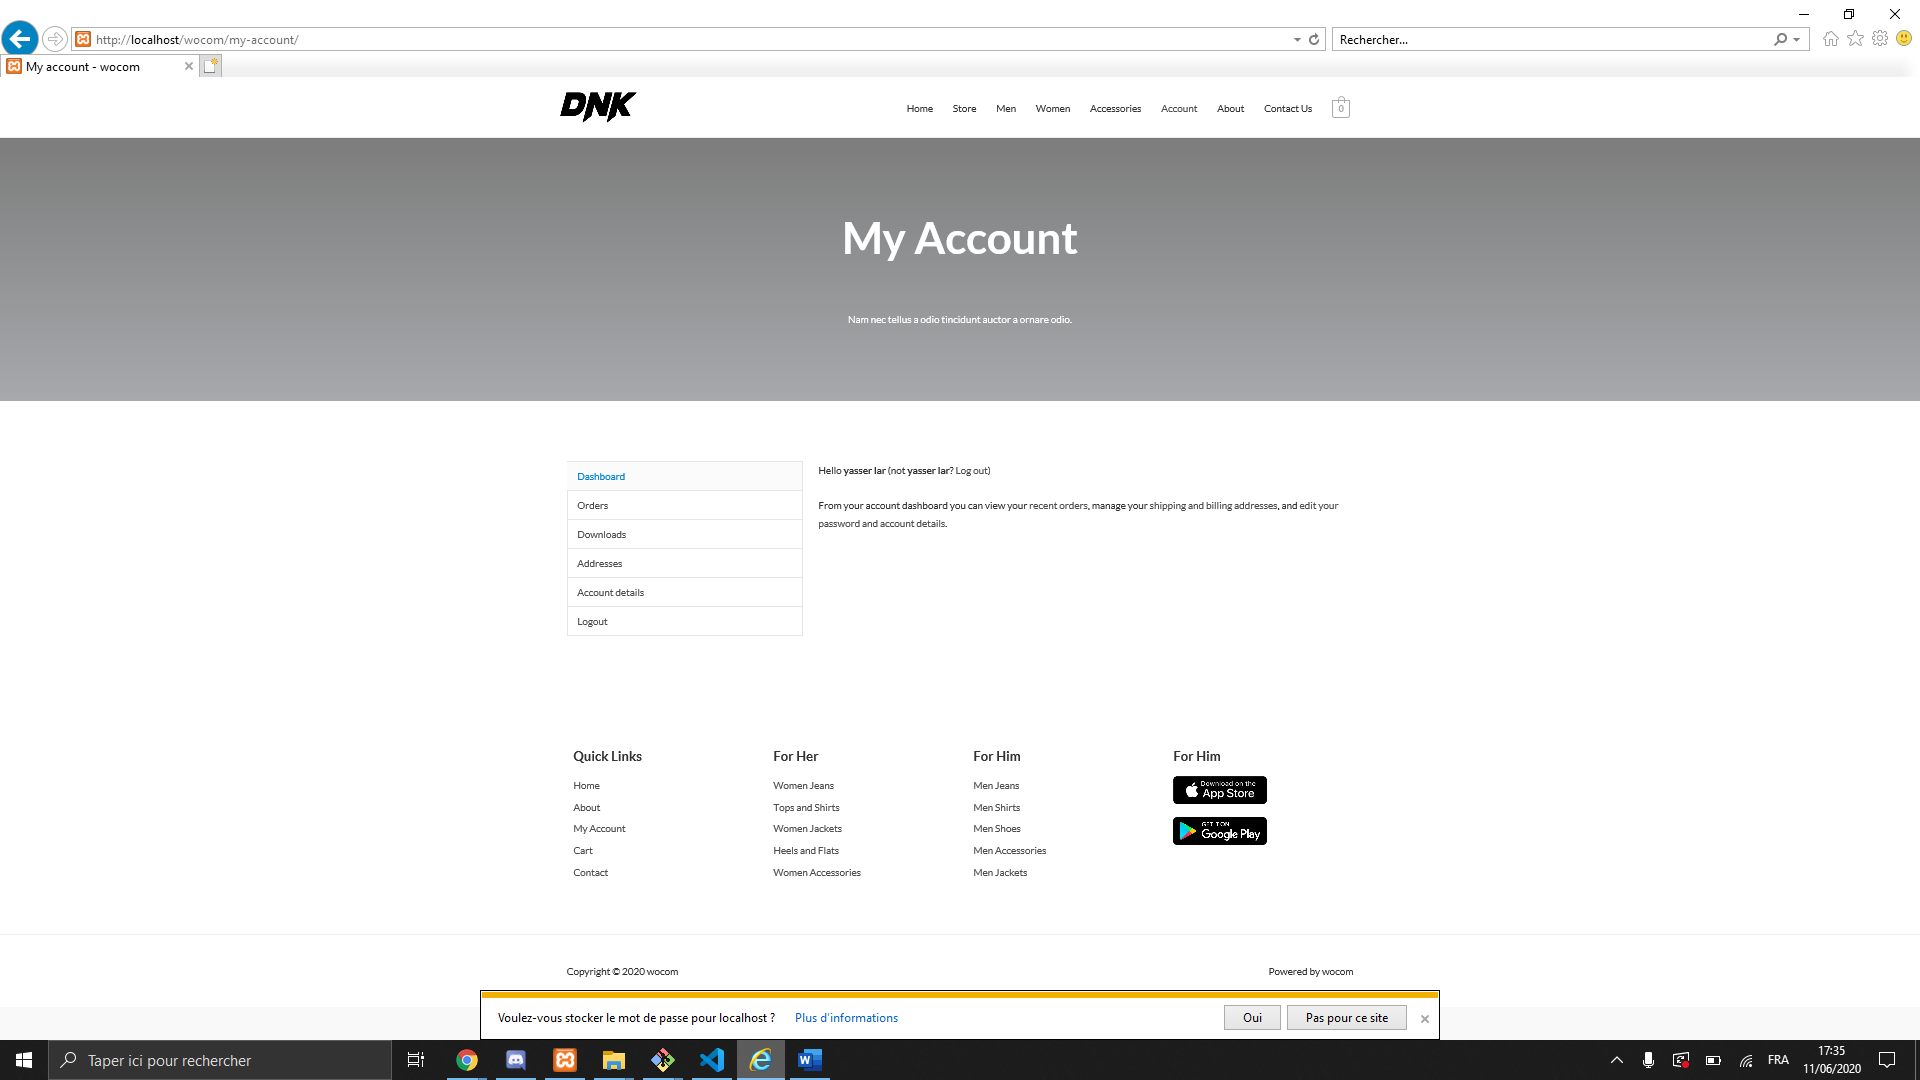 http://localhost/wocom/my-account/
Rechercher...
My account - wocom
DNK
Home Store Men Women Accessories Account About Contact Us 0
My Account
Nam nec tellus a odio tincidunt auctor a ornare odio.
Dashboard
Orders
Downloads
Addresses
Account details
Logout
Hello yasser lar (not yasser lar? Log out)
From your account dashboard you can view your recent orders, manage your shipping and billing addresses, and edit your
password and account details.
Quick Links
Home
About
My Account
Cart
Contact
For Her
Women Jeans
Tops and Shirts
Women Jackets
Heels and Flats
Women Accessories
For Him
Men Jeans
Men Shirts
Men Shoes
Men Accessories
Men Jackets
For Him
Download on the
App Store
GET IT ON
Google Play
Copyright © 2020 wocom
Powered by wocom
Voulez-vous stocker le mot de passe pour localhost ? Plus d'informations Oui Pas pour ce site
Taper ici pour rechercher
FRA
17:35
11/06/2020